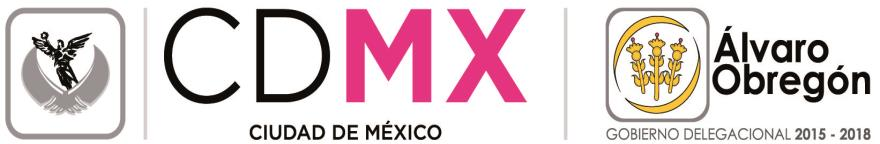 CDMX
CIUDAD DE MÉXICO
Álvaro
Obregón
GOBIERNO DELEGACIONAL 2015 - 2018